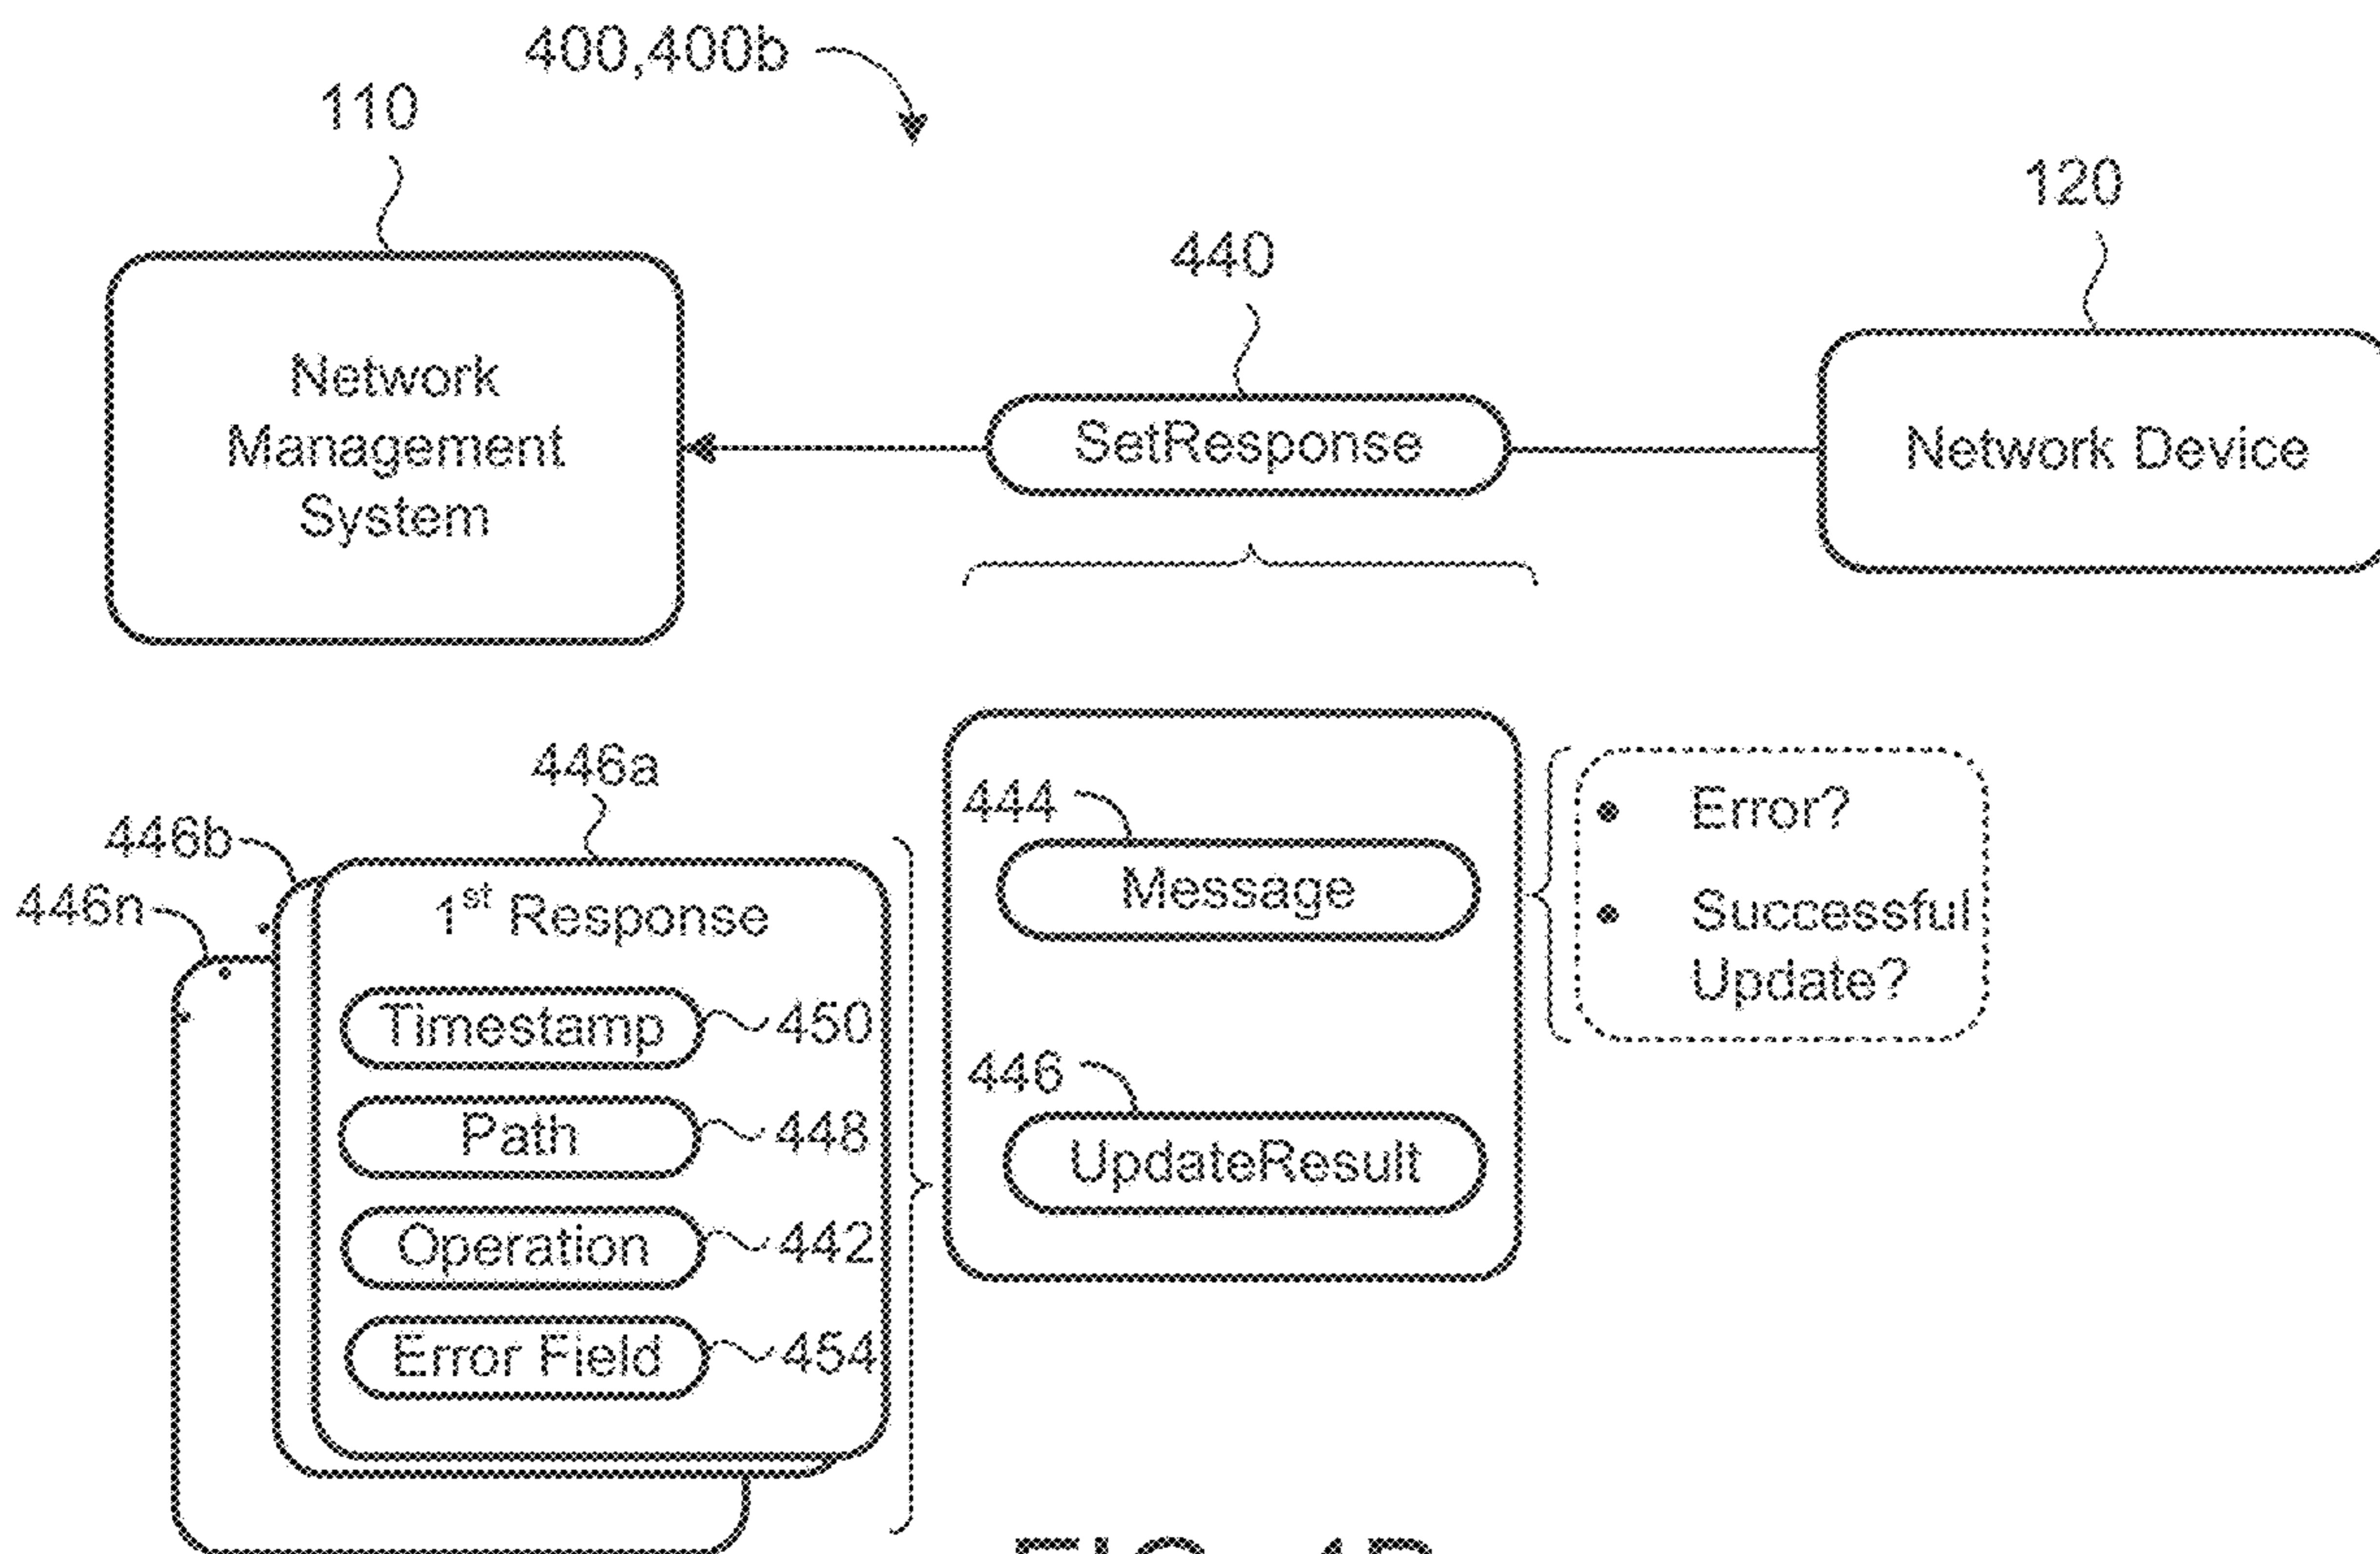 400,400b
110
120
440
Network
Management
System
SetResponse
Network Device
446a
446b
446n
1st Response
Timestamp
450
Path
448
Operation
442
Error Field
454
444
Message
446
UpdateResult
• Error?
• Successful
Update?